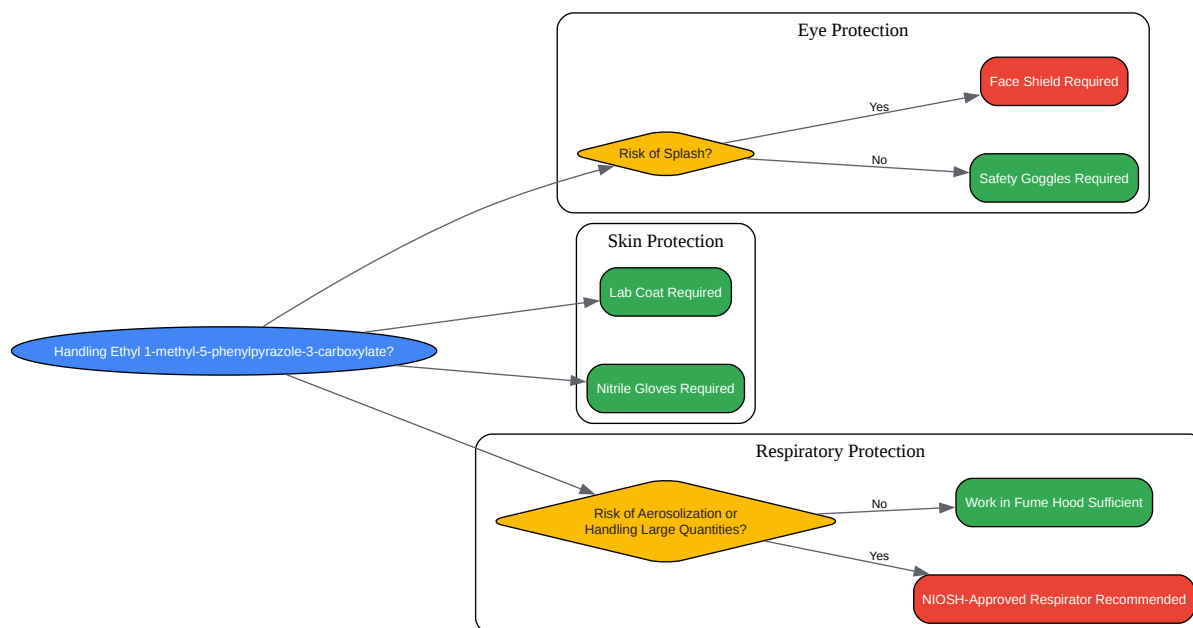 Eye Protection
Face Shield Required
Yes
Risk of Splash?
No
Safety Goggles Required
Skin Protection
Lab Coat Required
Handling Ethyl 1-methyl-5-phenylpyrazole-3-carboxylate?
Nitrile Gloves Required
Respiratory Protection
No
Work in Fume Hood Sufficient
Risk of Aerosolization or
Handling Large Quantities?
Yes
NIOSH-Approved Respirator Recommended